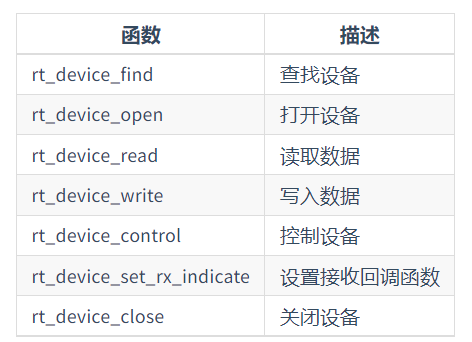 函数 描述
rt_device_find 查找设备
rt_device_open 打开设备
rt_device_read 读取数据
rt_device_write 写入数据
rt_device_control 控制设备
rt_device_set_rx_indicate 设置接收回调函数
rt_device_close 关闭设备